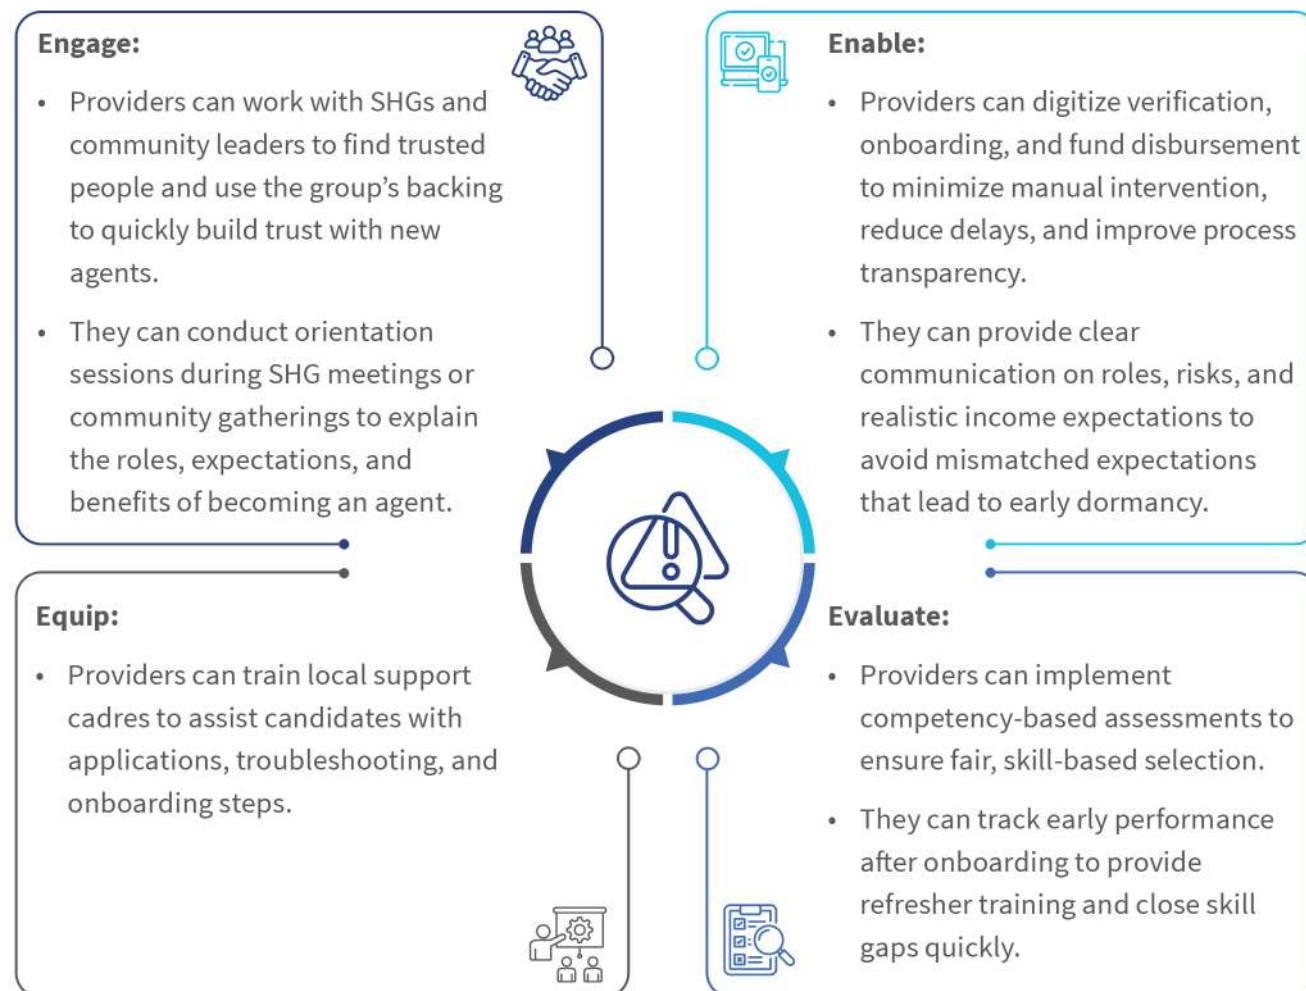 Engage:
• Providers can work with SHGs and
community leaders to find trusted
people and use the group’s backing
to quickly build trust with new
agents.
• They can conduct orientation
sessions during SHG meetings or
community gatherings to explain
the roles, expectations, and
benefits of becoming an agent.
Enable:
• Providers can digitize verification,
onboarding, and fund disbursement
to minimize manual intervention,
reduce delays, and improve process
transparency.
• They can provide clear
communication on roles, risks, and
realistic income expectations to
avoid mismatched expectations
that lead to early dormancy.
Equip:
• Providers can train local support
cadres to assist candidates with
applications, troubleshooting, and
onboarding steps.
Evaluate:
• Providers can implement
competency-based assessments to
ensure fair, skill-based selection.
• They can track early performance
after onboarding to provide
refresher training and close skill
gaps quickly.